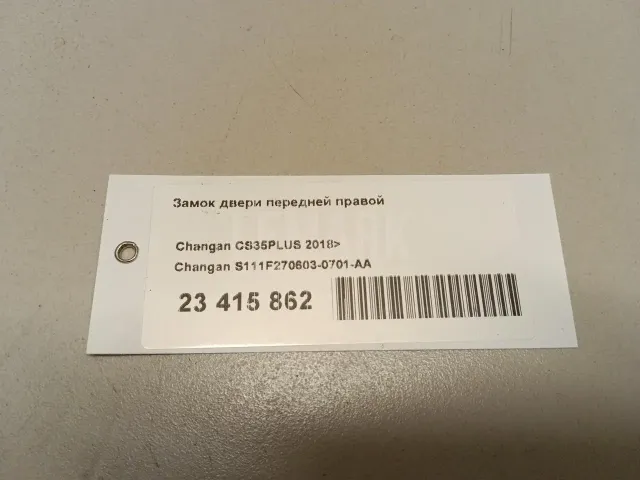 Замок двери передней правой
Changan CS35PLUS 2018>
Changan S111F270603-0701-AA
23 415 862